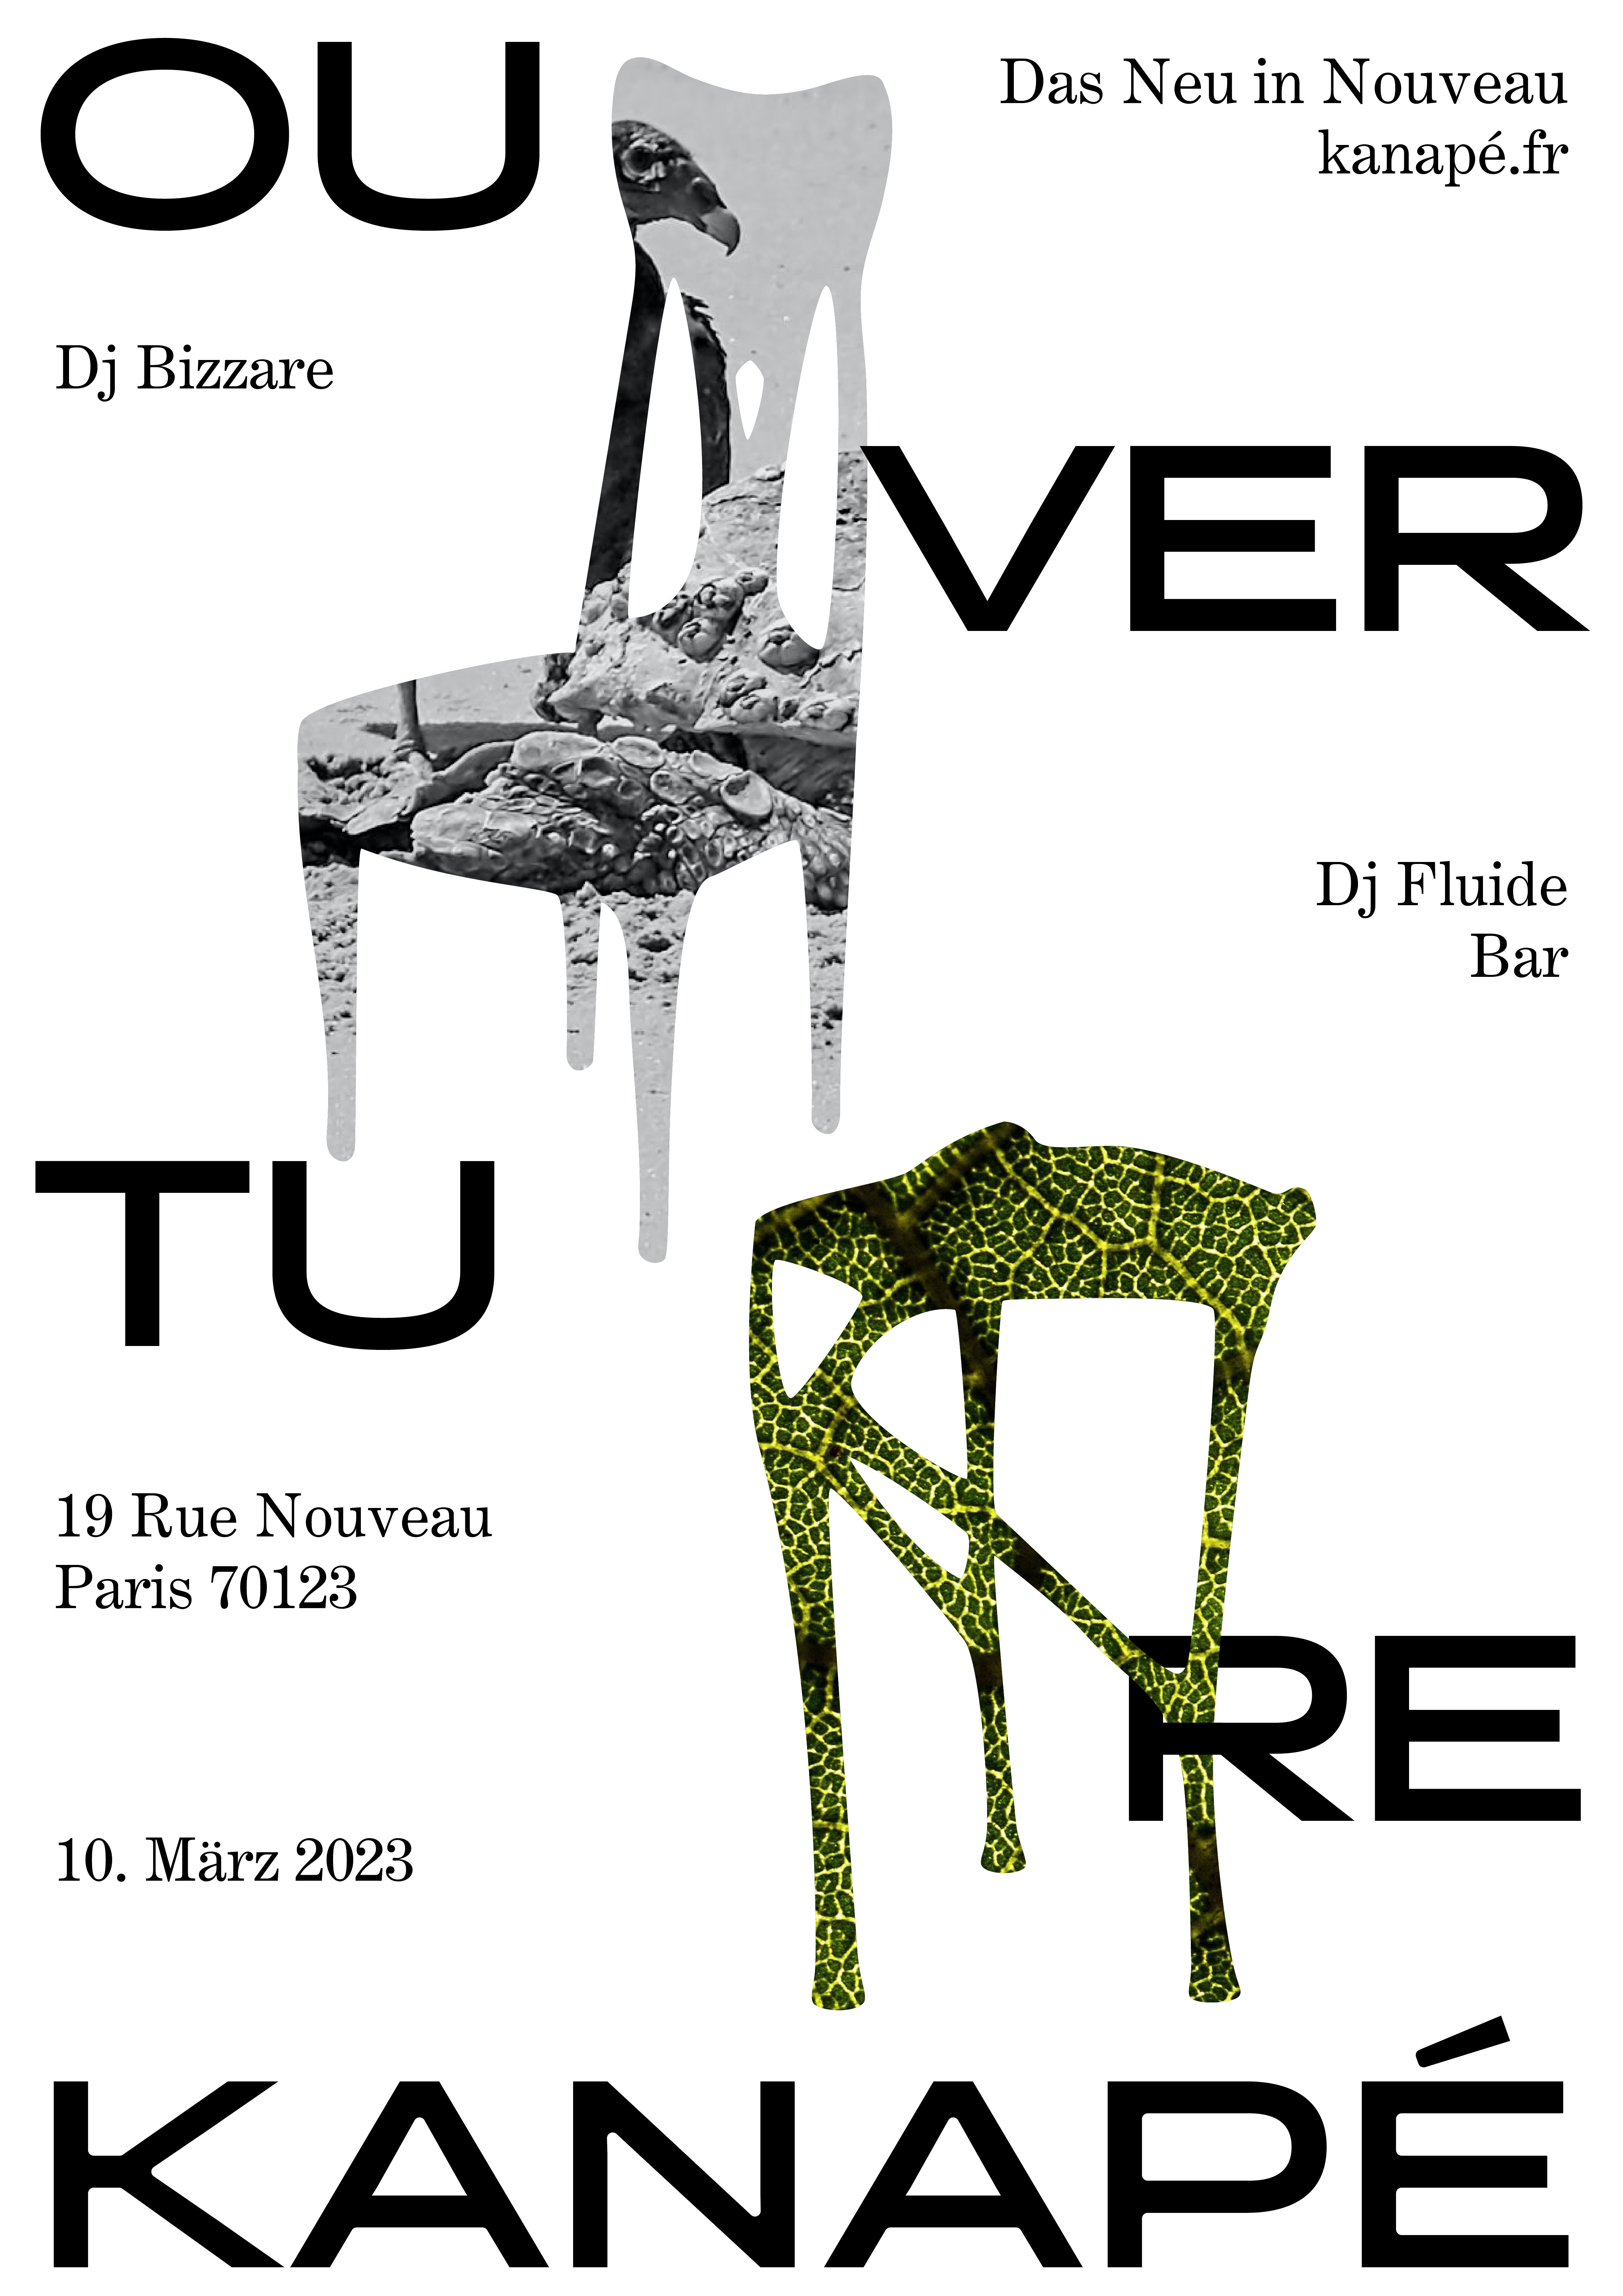 OU
Das Neu in Nouveau
kanapé.fr
Dj Bizzare
VER
Dj Fluide
Bar
TU
19 Rue Nouveau
Paris 70123
RE
10. März 2023
KANAPÉ